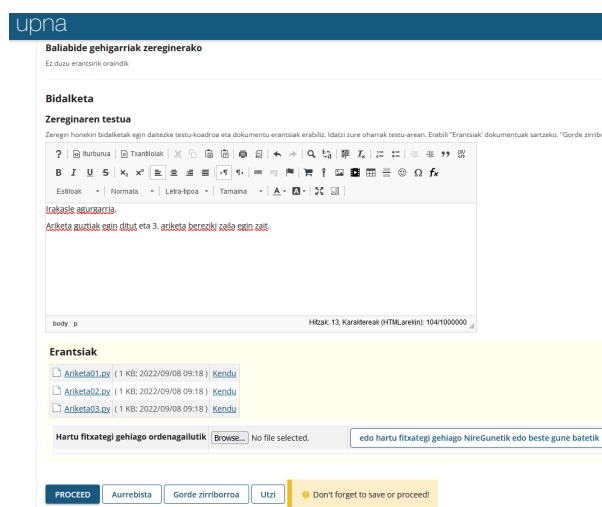 upna
Baliabide gehigarriak zereginerako
Ez duzu erantsirik oraindik
Bidalketa
Zereginaren testua
Zeregin honekin bidalketak egin daitezke testu-koadroa eta dokumentu erantsiak erabiliz. Idatzi zure oharrak testu-arean. Erabili "Erantsiak' dokumentuak sartzeko. "Gorde
? Iturburua Txantiloiak
B I U S x₂ x² ¶ ¶ Ω fx
Estiloak Normala Letra-tipoa Tamaina A A
Irakasle agurgarria,
Ariketa guztiak egin ditut eta 3. ariketa bereziki zaila egin zait.
body p Hitzak: 13, Karaktereak (HTMLarekin): 104/1000000
Erantsiak
Ariketa01.py ( 1 KB; 2022/09/08 09:18 ) Kendu
Ariketa02.py ( 1 KB; 2022/09/08 09:18 ) Kendu
Ariketa03.py ( 1 KB; 2022/09/08 09:18 ) Kendu
Hartu fitxategi gehiago ordenagailutik Browse... No file selected. edo hartu fitxategi gehiago NireGunetik edo beste gune batetik
PROCEED Aurrebista Gorde zirriborroa Utzi Don't forget to save or proceed!